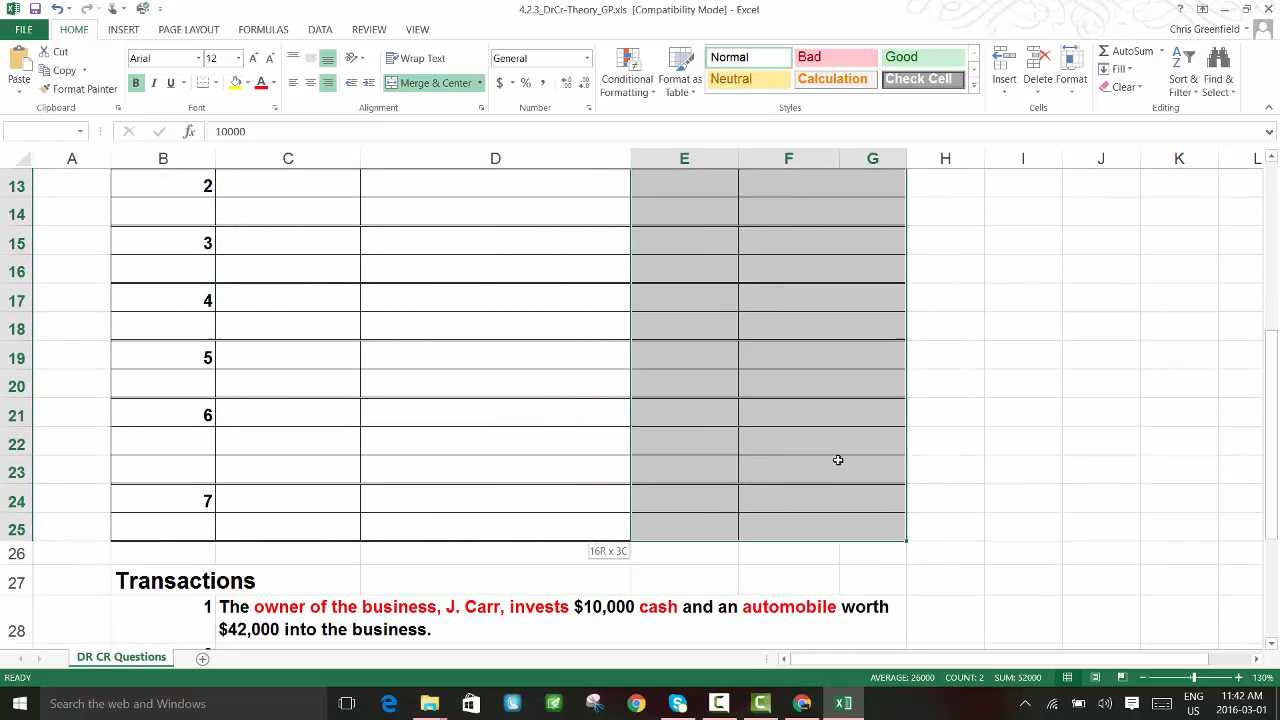 4.2.3_DrCr-Theory_GP.xls [Compatibility Mode] - Excel
FILE HOME INSERT PAGE LAYOUT FORMULAS DATA REVIEW VIEW Chris Greenfield
Paste Cut Copy Format Painter Clipboard
Arial 12 B I U A Font
Wrap Text Merge & Center Alignment
General $ % , Number
Conditional Formatting Format as Table
Normal Bad Good
Neutral Calculation Check Cell
Styles
Insert Delete Format Cells
AutoSum Fill Clear Sort & Filter Find & Select Editing
fx 10000
A B C D E F G H I J K L
13 2
14
15 3
16
17 4
18
19 5
20
21 6
22
23
24 7
25
16R x 3C
26
27 Transactions
28 1 The owner of the business, J. Carr, invests $10,000 cash and an automobile worth
$42,000 into the business.
DR CR Questions
READY AVERAGE: 26000 COUNT: 2 SUM: 52000 130%
Search the web and Windows
ENG 11:42 AM
US 2016-03-01